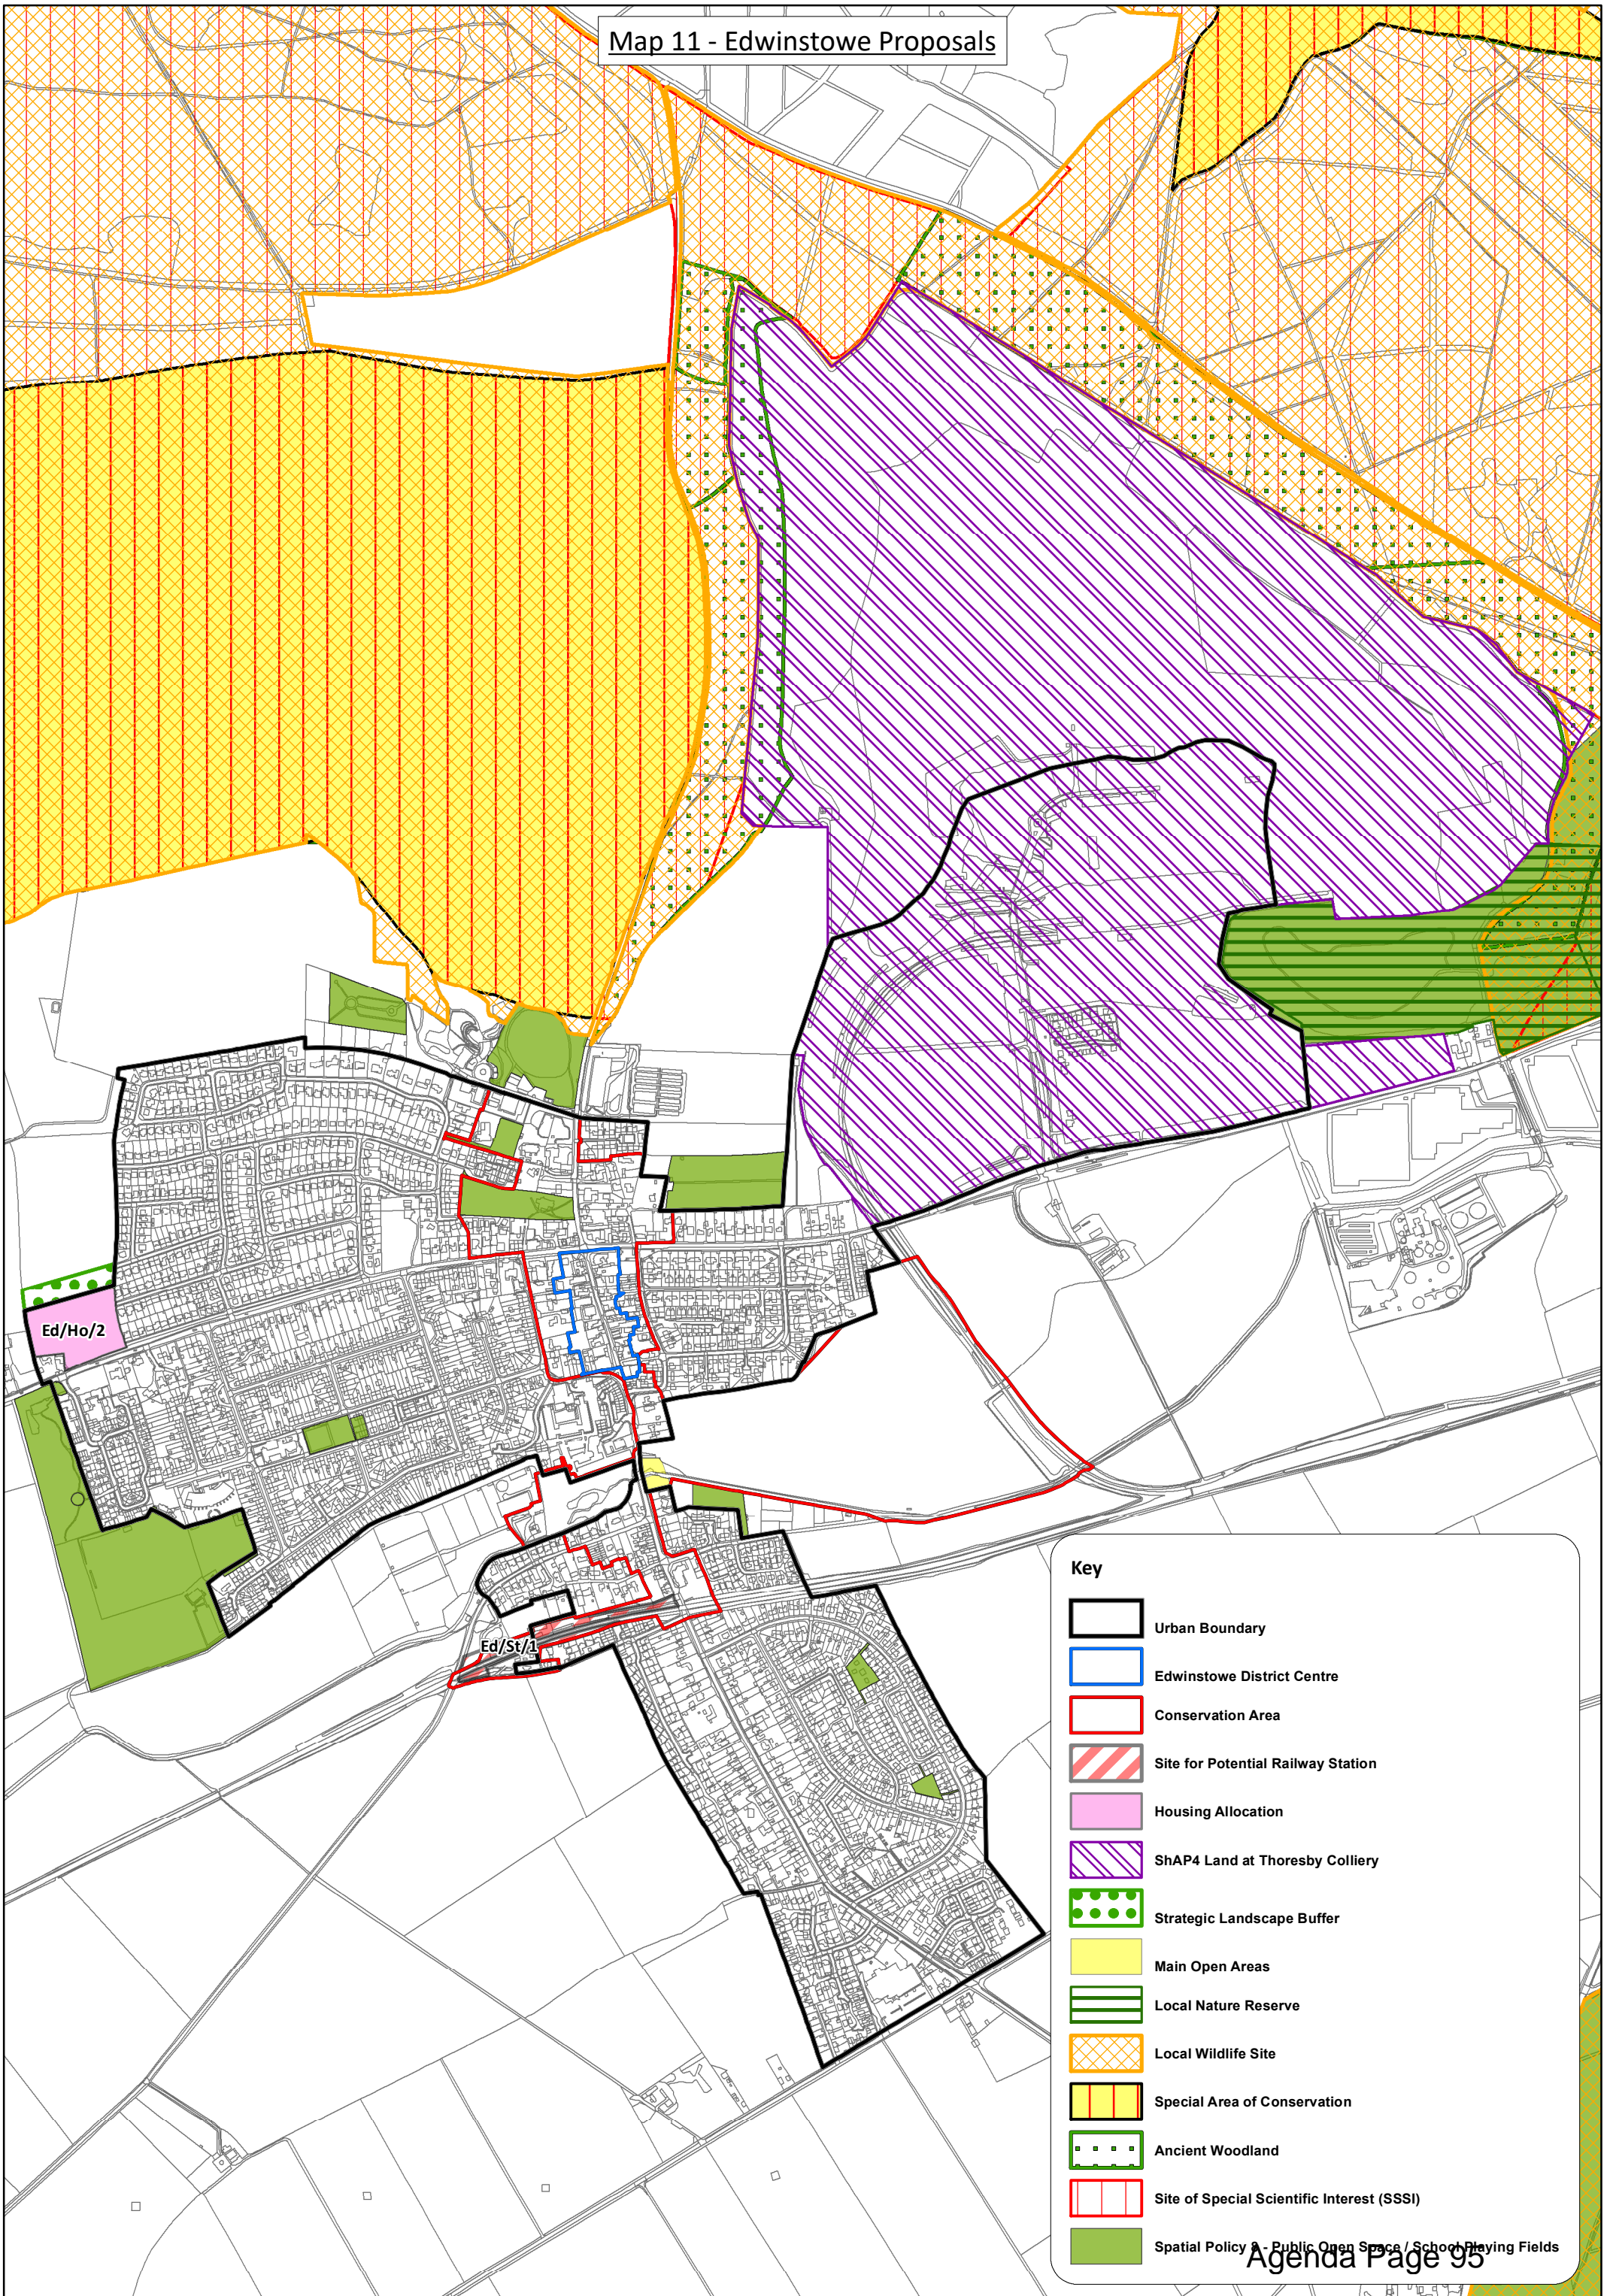 Map 11 - Edwinstowe Proposals
Ed/Ho/2
Ed/St/1
Key
Urban Boundary
Edwinstowe District Centre
Conservation Area
Site for Potential Railway Station
Housing Allocation
ShAP4 Land at Thoresby Colliery
Strategic Landscape Buffer
Main Open Areas
Local Nature Reserve
Local Wildlife Site
Special Area of Conservation
Ancient Woodland
Site of Special Scientific Interest (SSSI)
Spatial Policy 8 - Public Open Space / School Playing Fields
Agenda Page 95